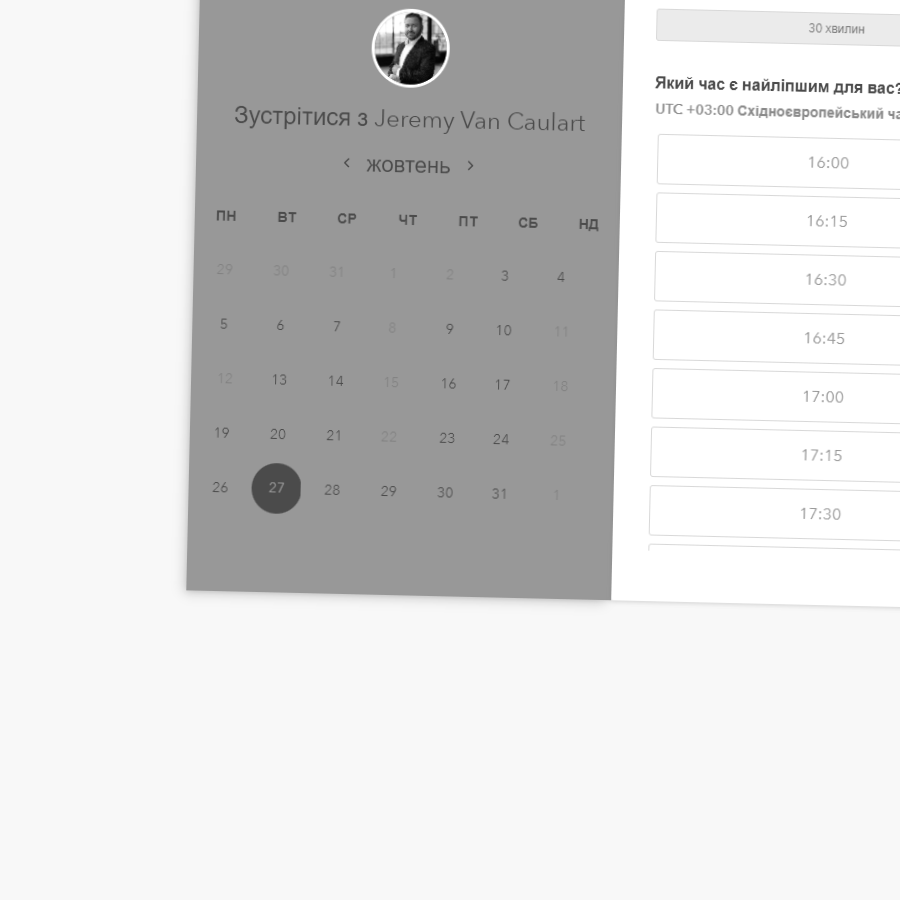 Зустрітися з Jeremy Van Caulart
‹ жовтень ›
ПН ВТ СР ЧТ ПТ СБ НД
29 30 31 1 2 3 4
5 6 7 8 9 10 11
12 13 14 15 16 17 18
19 20 21 22 23 24 25
26 27 28 29 30 31 1
30 хвилин
Який час є найліпшим для вас?
UTC +03:00 Східноєвропейський
16:00
16:15
16:30
16:45
17:00
17:15
17:30